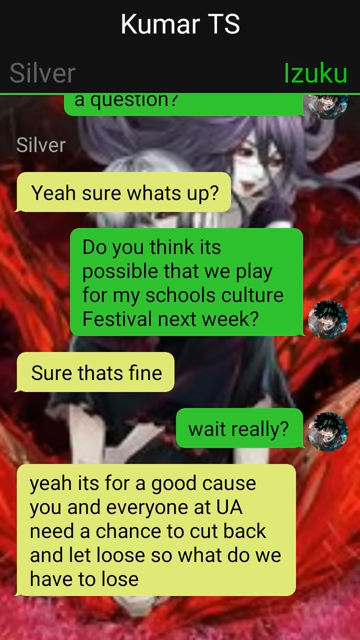 Kumar TS
Silver
Izuku
a question?
Silver
Yeah sure whats up?
Do you think its
possible that we play
for my schools culture
Festival next week?
Sure thats fine
wait really?
yeah its for a good cause
you and everyone at UA
need a chance to cut back
and let loose so what do we
have to lose